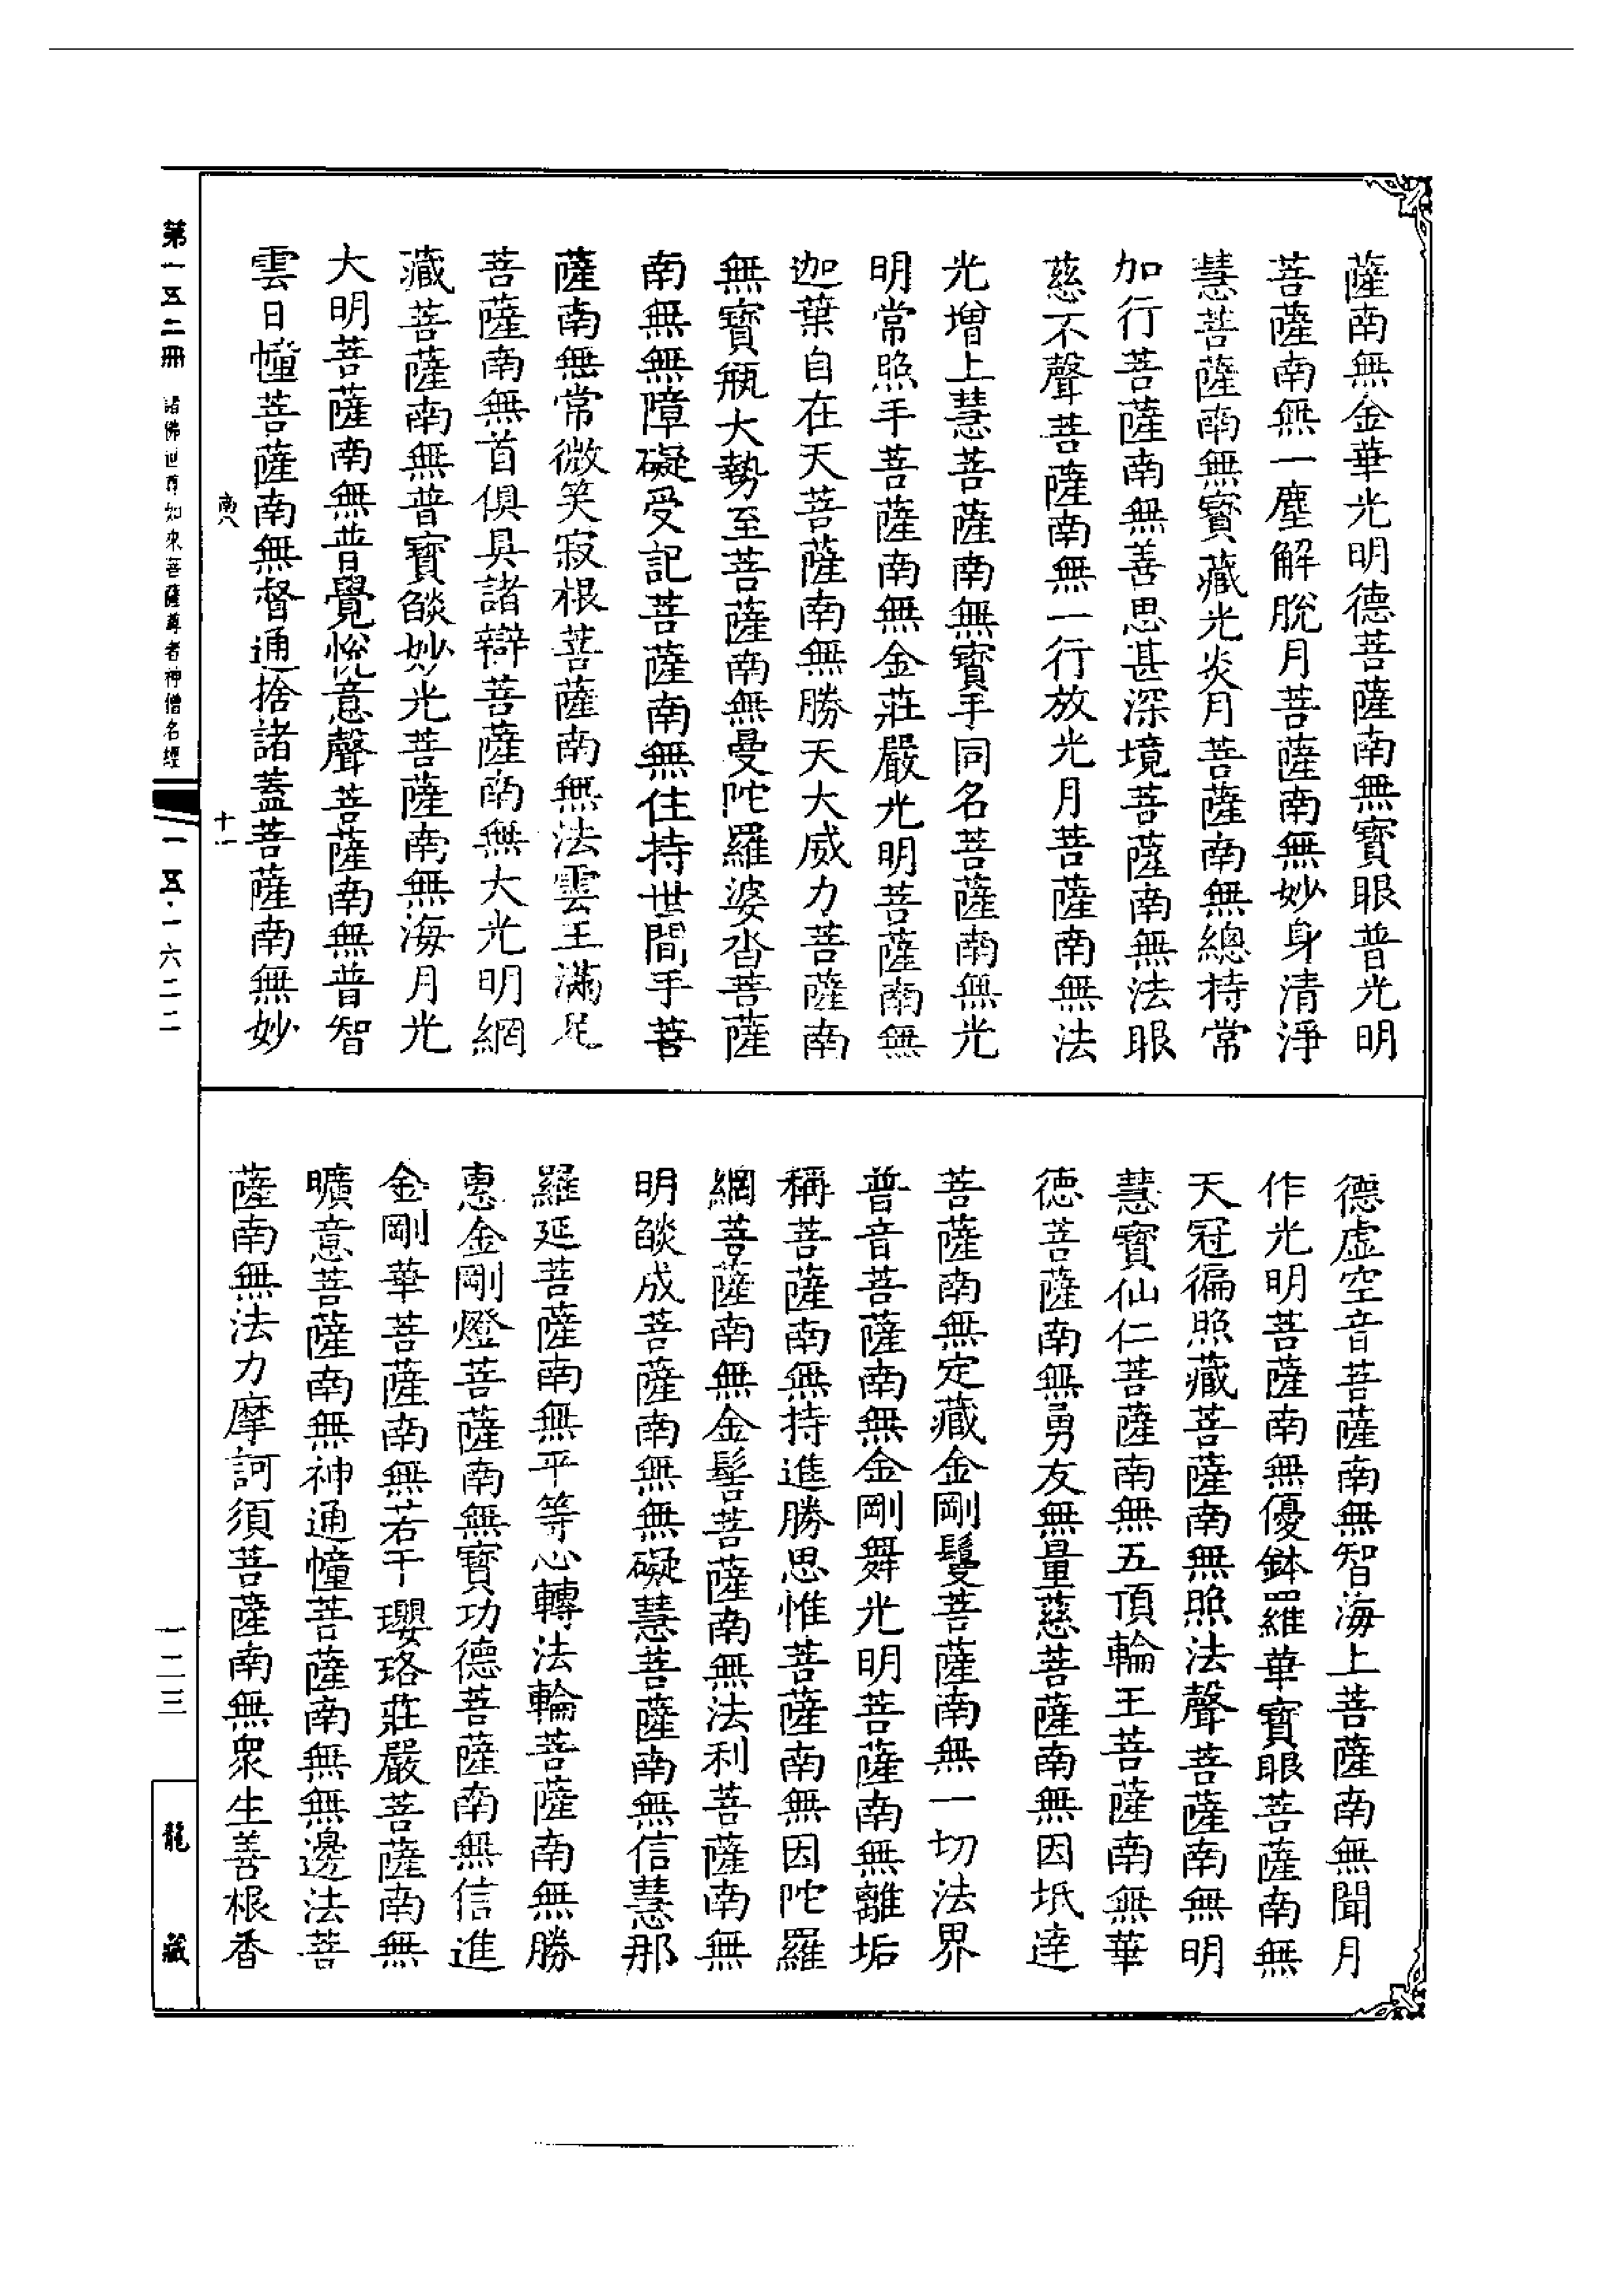 薩南無金華光明德菩薩南無寶眼普光明
菩薩南無一塵解脫月菩薩南無妙身清淨
慧菩薩南無寶藏光炎月菩薩南無總持常
加行菩薩南無善思甚深境菩薩南無法眼
慈不聲菩薩南無一行放光月菩薩南無法
光增上慧菩薩南無寶手同名菩薩南無光
明常照手菩薩南無金莊嚴光明菩薩南無
迦葉自在天菩薩南無勝天大威力菩薩南
無寶瓶大勢至菩薩南無曼陀羅婆沓菩薩
南無無障礙受記菩薩南無住持世間手菩
薩南無常微笑寂根菩薩南無法雲王滿足
菩薩南無首俱具諸辯菩薩南無大光明網
藏菩薩南無普寶燄妙光菩薩南無海月光
大明菩薩南無普覺悅意聲菩薩南無普智
雲日幢菩薩南無督通捨諸蓋菩薩南無妙
南八
十一
德虛空音菩薩南無智海上菩薩南無聞月
作光明菩薩南無優鉢羅華寶眼菩薩南無
天冠徧照藏菩薩南無照法聲菩薩南無明
慧寶仙仁菩薩南無五頂輪王菩薩南無華
德菩薩南無勇友無量慈菩薩南無因坻達
菩薩南無定藏金剛鬘菩薩南無一切法界
普音菩薩南無金剛舞光明菩薩南無離垢
稱菩薩南無持進勝思惟菩薩南無因陀羅
網菩薩南無金髻菩薩南無法利菩薩南無
明燄成菩薩南無無礙慧菩薩南無信慧那
羅延菩薩南無平等心轉法輪菩薩南無勝
惠金剛燈菩薩南無寶功德菩薩南無信進
金剛華菩薩南無若干瓔珞莊嚴菩薩南無
曠意菩薩南無神通幢菩薩南無無邊法菩
薩南無法力摩訶須菩薩南無眾生善根香
第一五二冊 諸佛世尊如來菩薩尊者神僧名經
一五·一六二二
一二三
龍藏